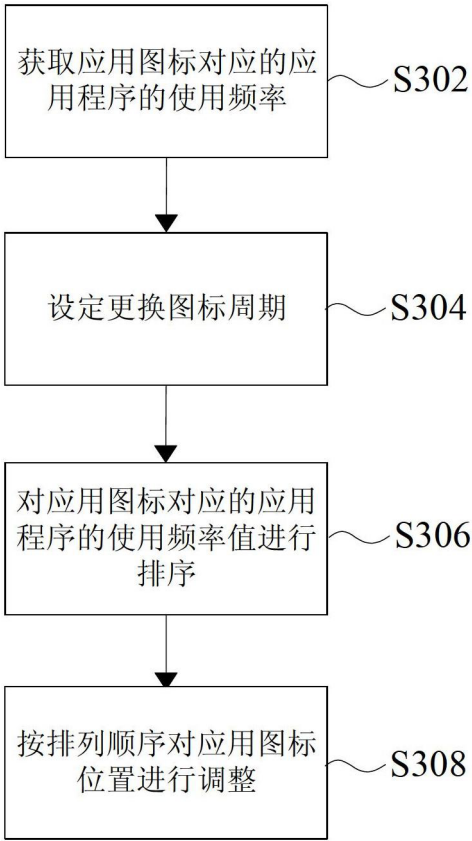 获取应用图标对应的应
用程序的使用频率
S302
设定更换图标周期
S304
对应用图标对应的应用
程序的使用频率值进行
排序
S306
按排列顺序对应用图标
位置进行调整
S308